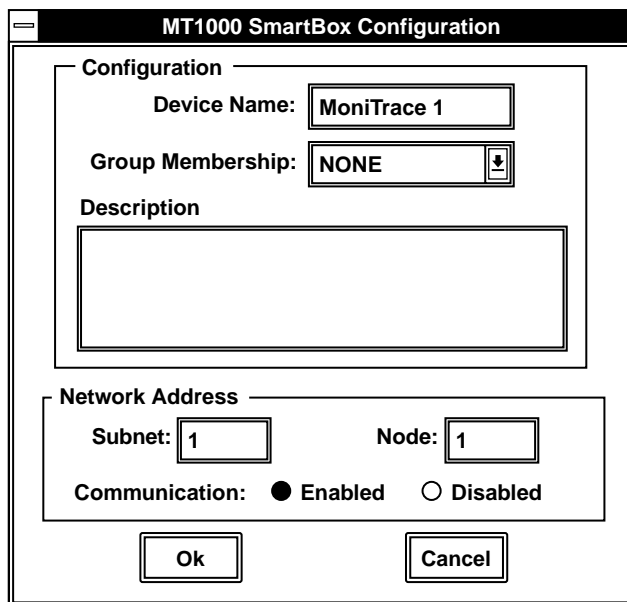 MT1000 SmartBox Configuration
Configuration
Device Name: MoniTrace 1
Group Membership: NONE
Description
Network Address
Subnet: 1 Node: 1
Communication: Enabled Disabled
Ok Cancel